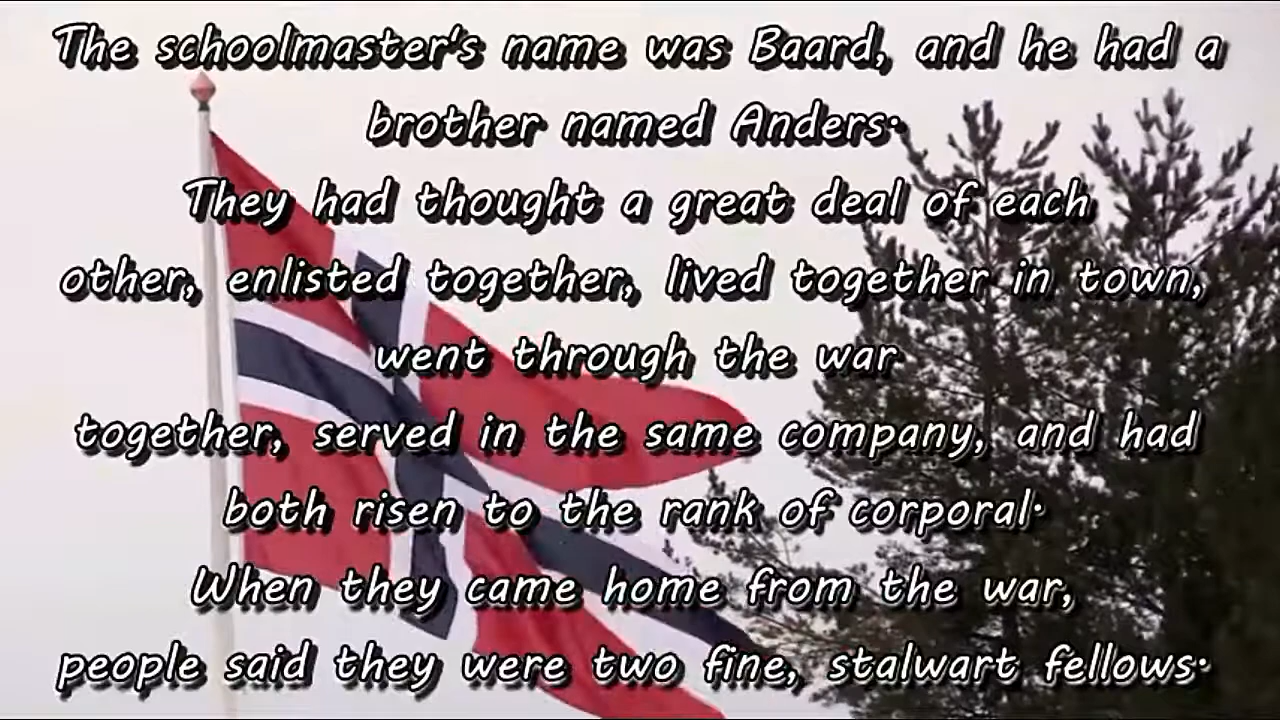 The schoolmaster's name was Baard, and he had a
brother named Anders.
They had thought a great deal of each
other, enlisted together, lived together in town,
went through the war
together, served in the same company, and had
both risen to the rank of corporal.
When they came home from the war,
people said they were two fine, stalwart fellows.